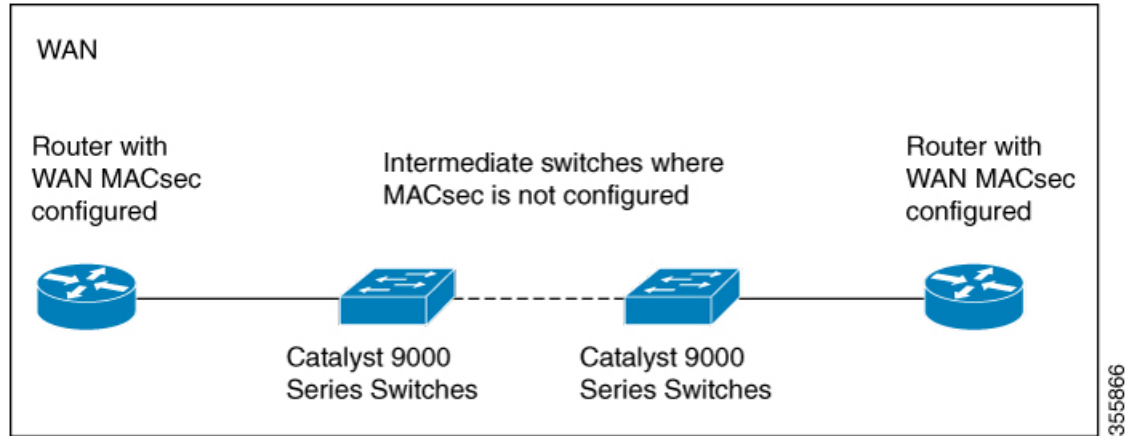 WAN
Router with
WAN MACsec
configured
Intermediate switches where
MACsec is not configured
Router with
WAN MACsec
configured
Catalyst 9000
Series Switches
Catalyst 9000
Series Switches
355866